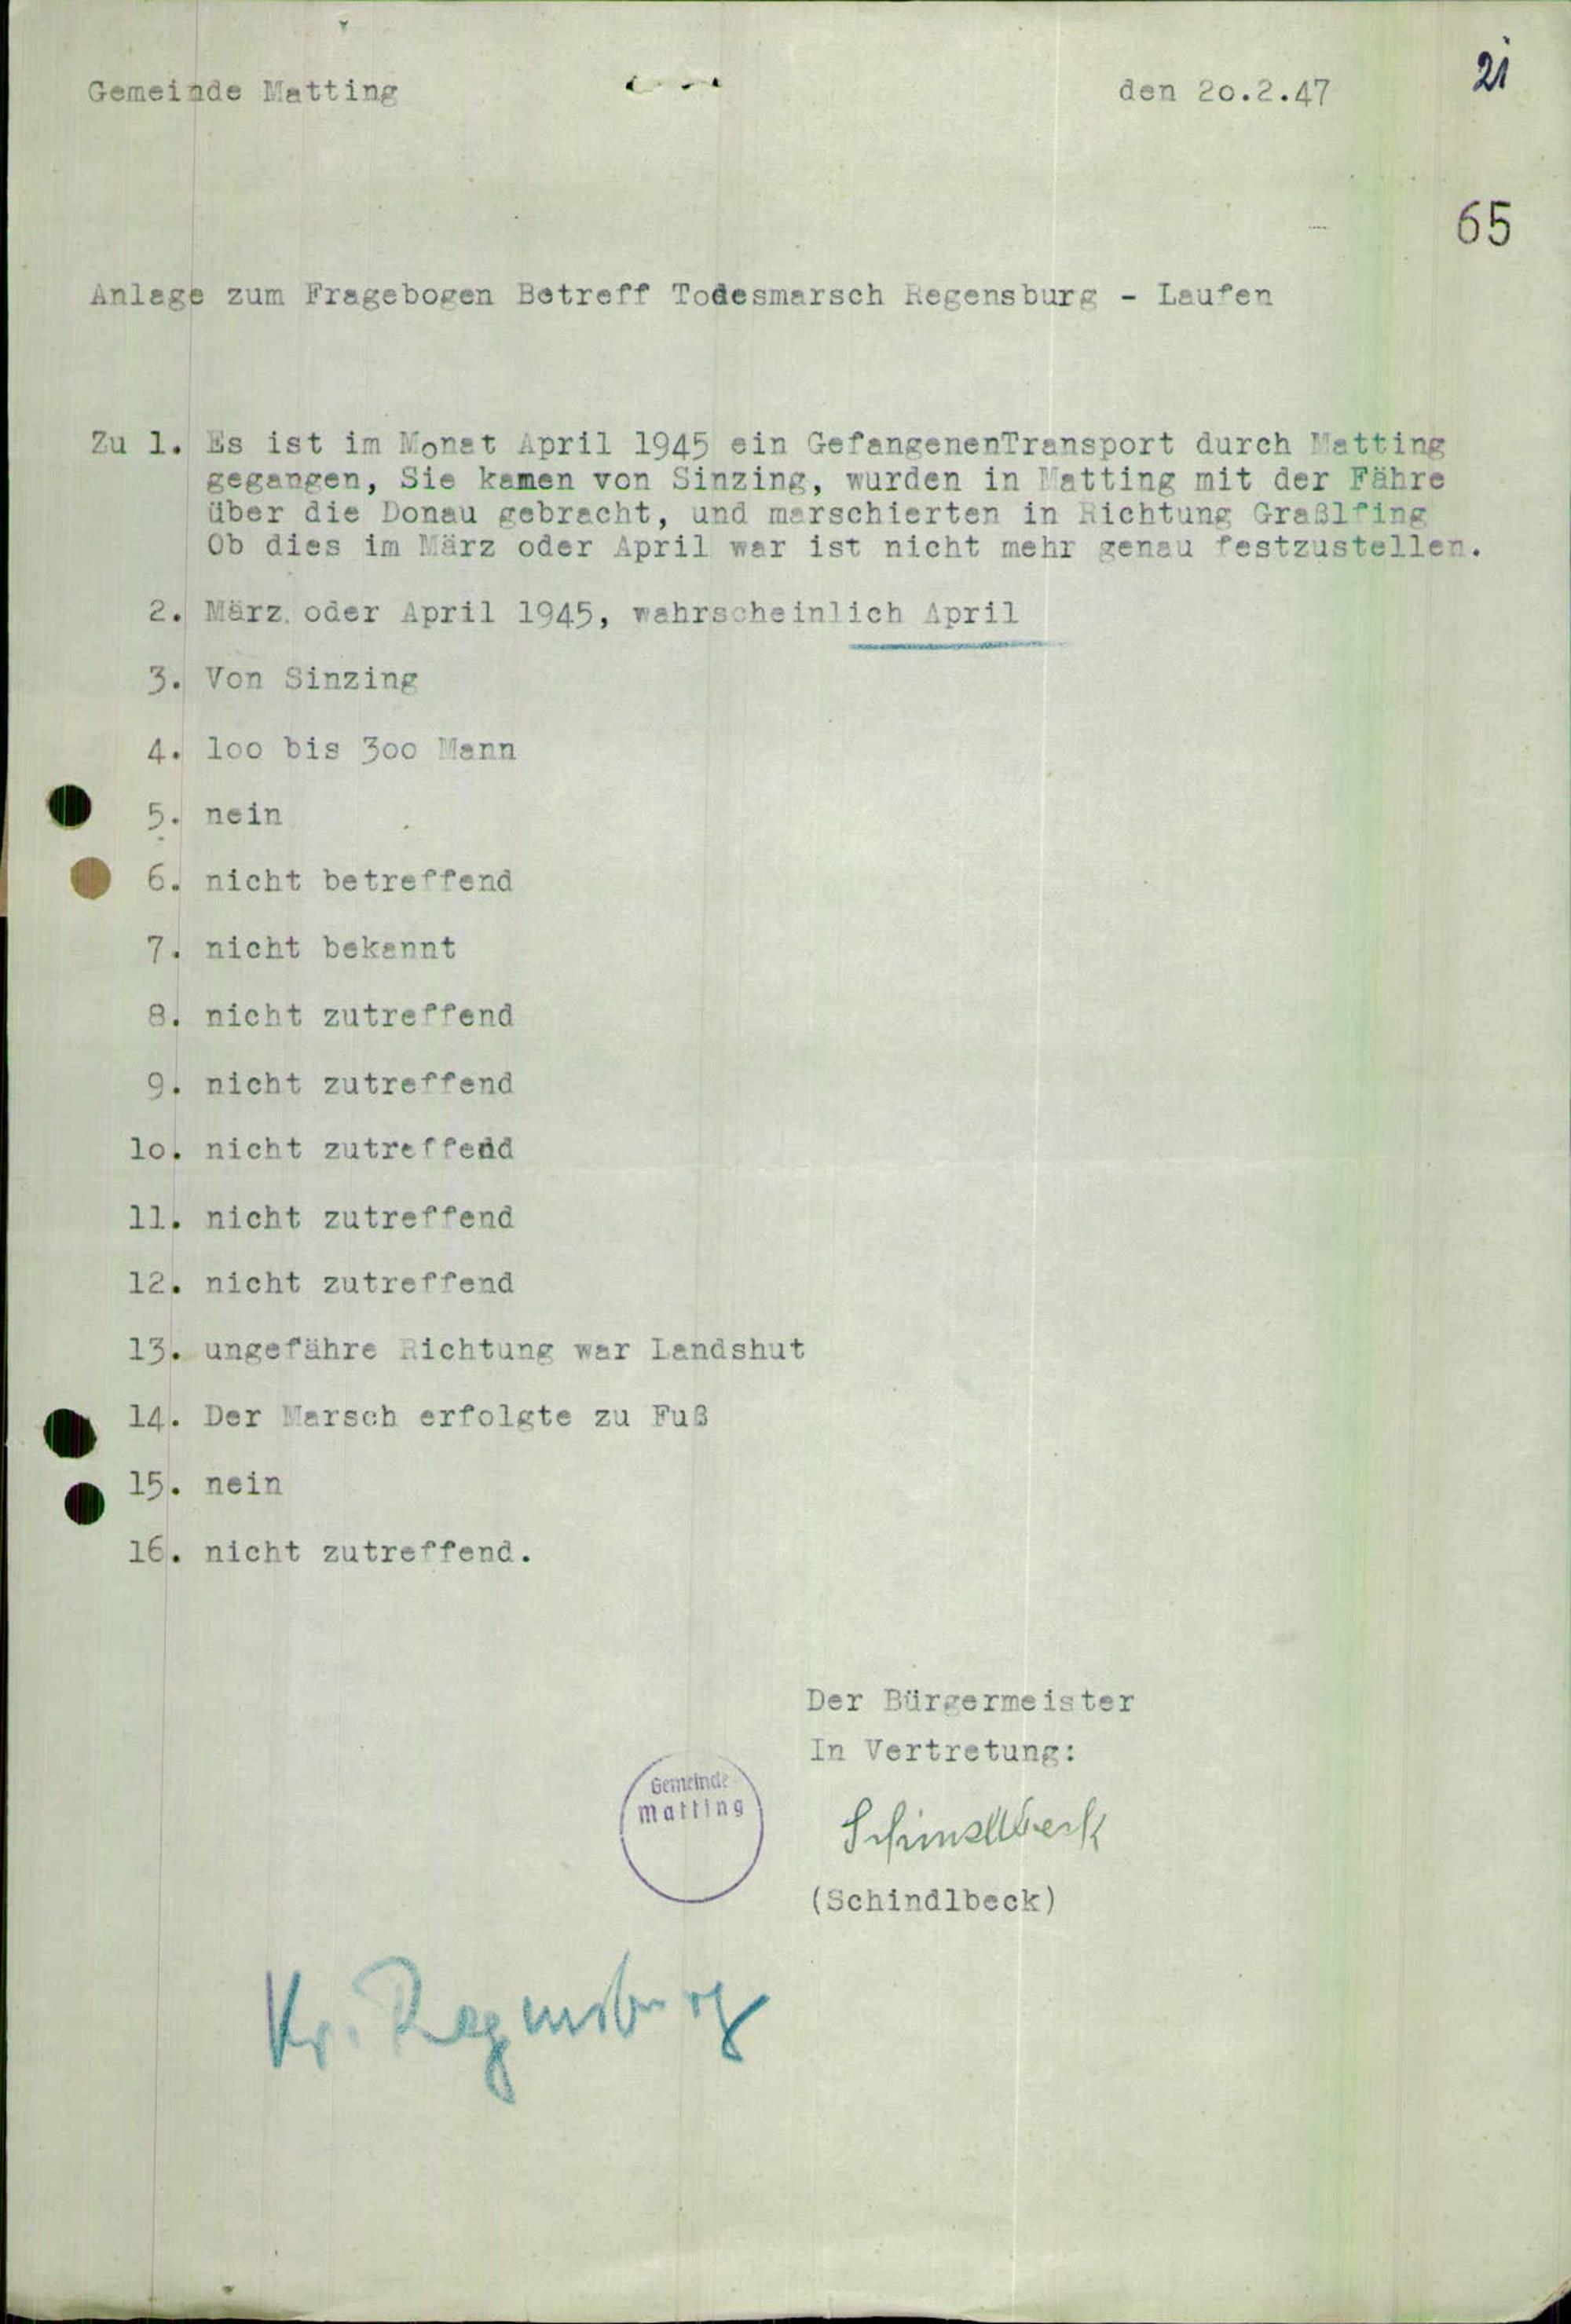 Gemeinde Matting den 20.2.47 21
65
Anlage zum Fragebogen Betreff Todesmarsch Regensburg - Laufen
Zu 1. Es ist im Monat April 1945 ein GefangenenTransport durch Matting
gegangen, Sie kamen von Sinzing, wurden in Matting mit der Fähre
über die Donau gebracht, und marschierten in Richtung Graßlfing
Ob dies im März oder April war ist nicht mehr genau festzustellen.
2. März oder April 1945, wahrscheinlich April
3. Von Sinzing
4. 100 bis 300 Mann
5. nein
6. nicht betreffend
7. nicht bekannt
8. nicht zutreffend
9. nicht zutreffend
10. nicht zutreffend
11. nicht zutreffend
12. nicht zutreffend
13. ungefähre Richtung war Landshut
14. Der Marsch erfolgte zu Fuß
15. nein
16. nicht zutreffend.
Der Bürgermeister
In Vertretung:
Gemeinde
Matting
Schindlbeck
(Schindlbeck)
Kr. Regensburg